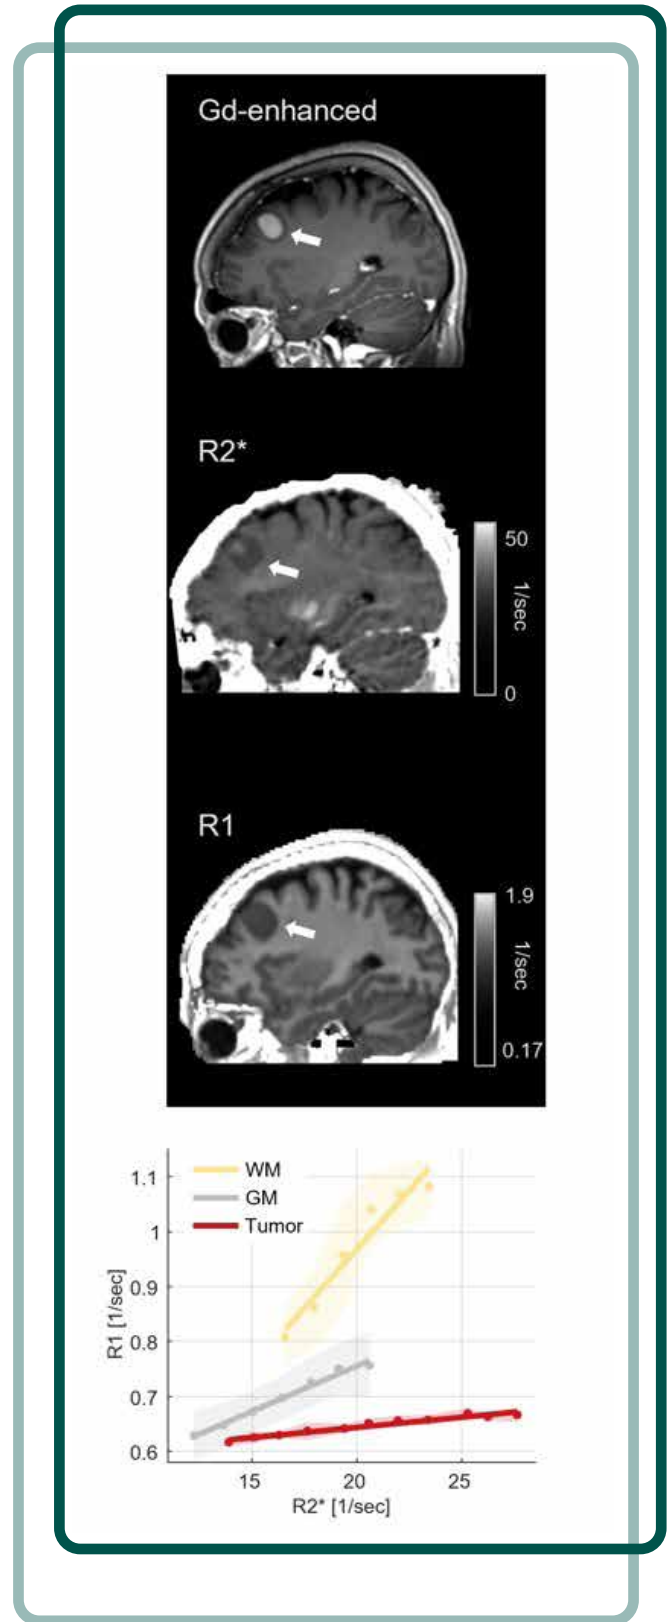 Gd-enhanced
R2*
50
1/sec
0
R1
1.9
1/sec
0.17
WM
GM
Tumor
1.1
1
0.9
0.8
0.7
0.6
R1 [1/sec]
15 20 25
R2* [1/sec]